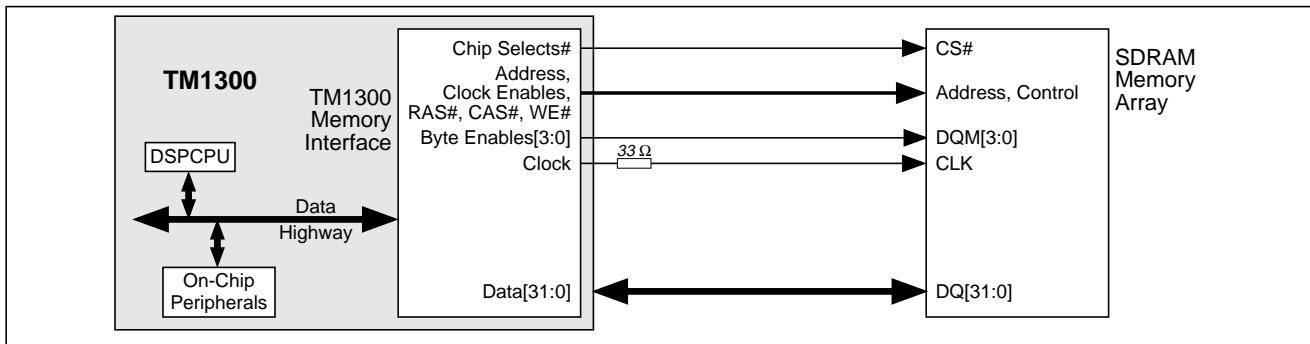 TM1300
DSPCPU
Data
Highway
On-Chip
Peripherals
TM1300
Memory
Interface
Chip Selects#
Address,
Clock Enables,
RAS#, CAS#, WE#
Byte Enables[3:0]
Clock
Data[31:0]
33 Ω
CS#
Address, Control
DQM[3:0]
CLK
DQ[31:0]
SDRAM
Memory
Array